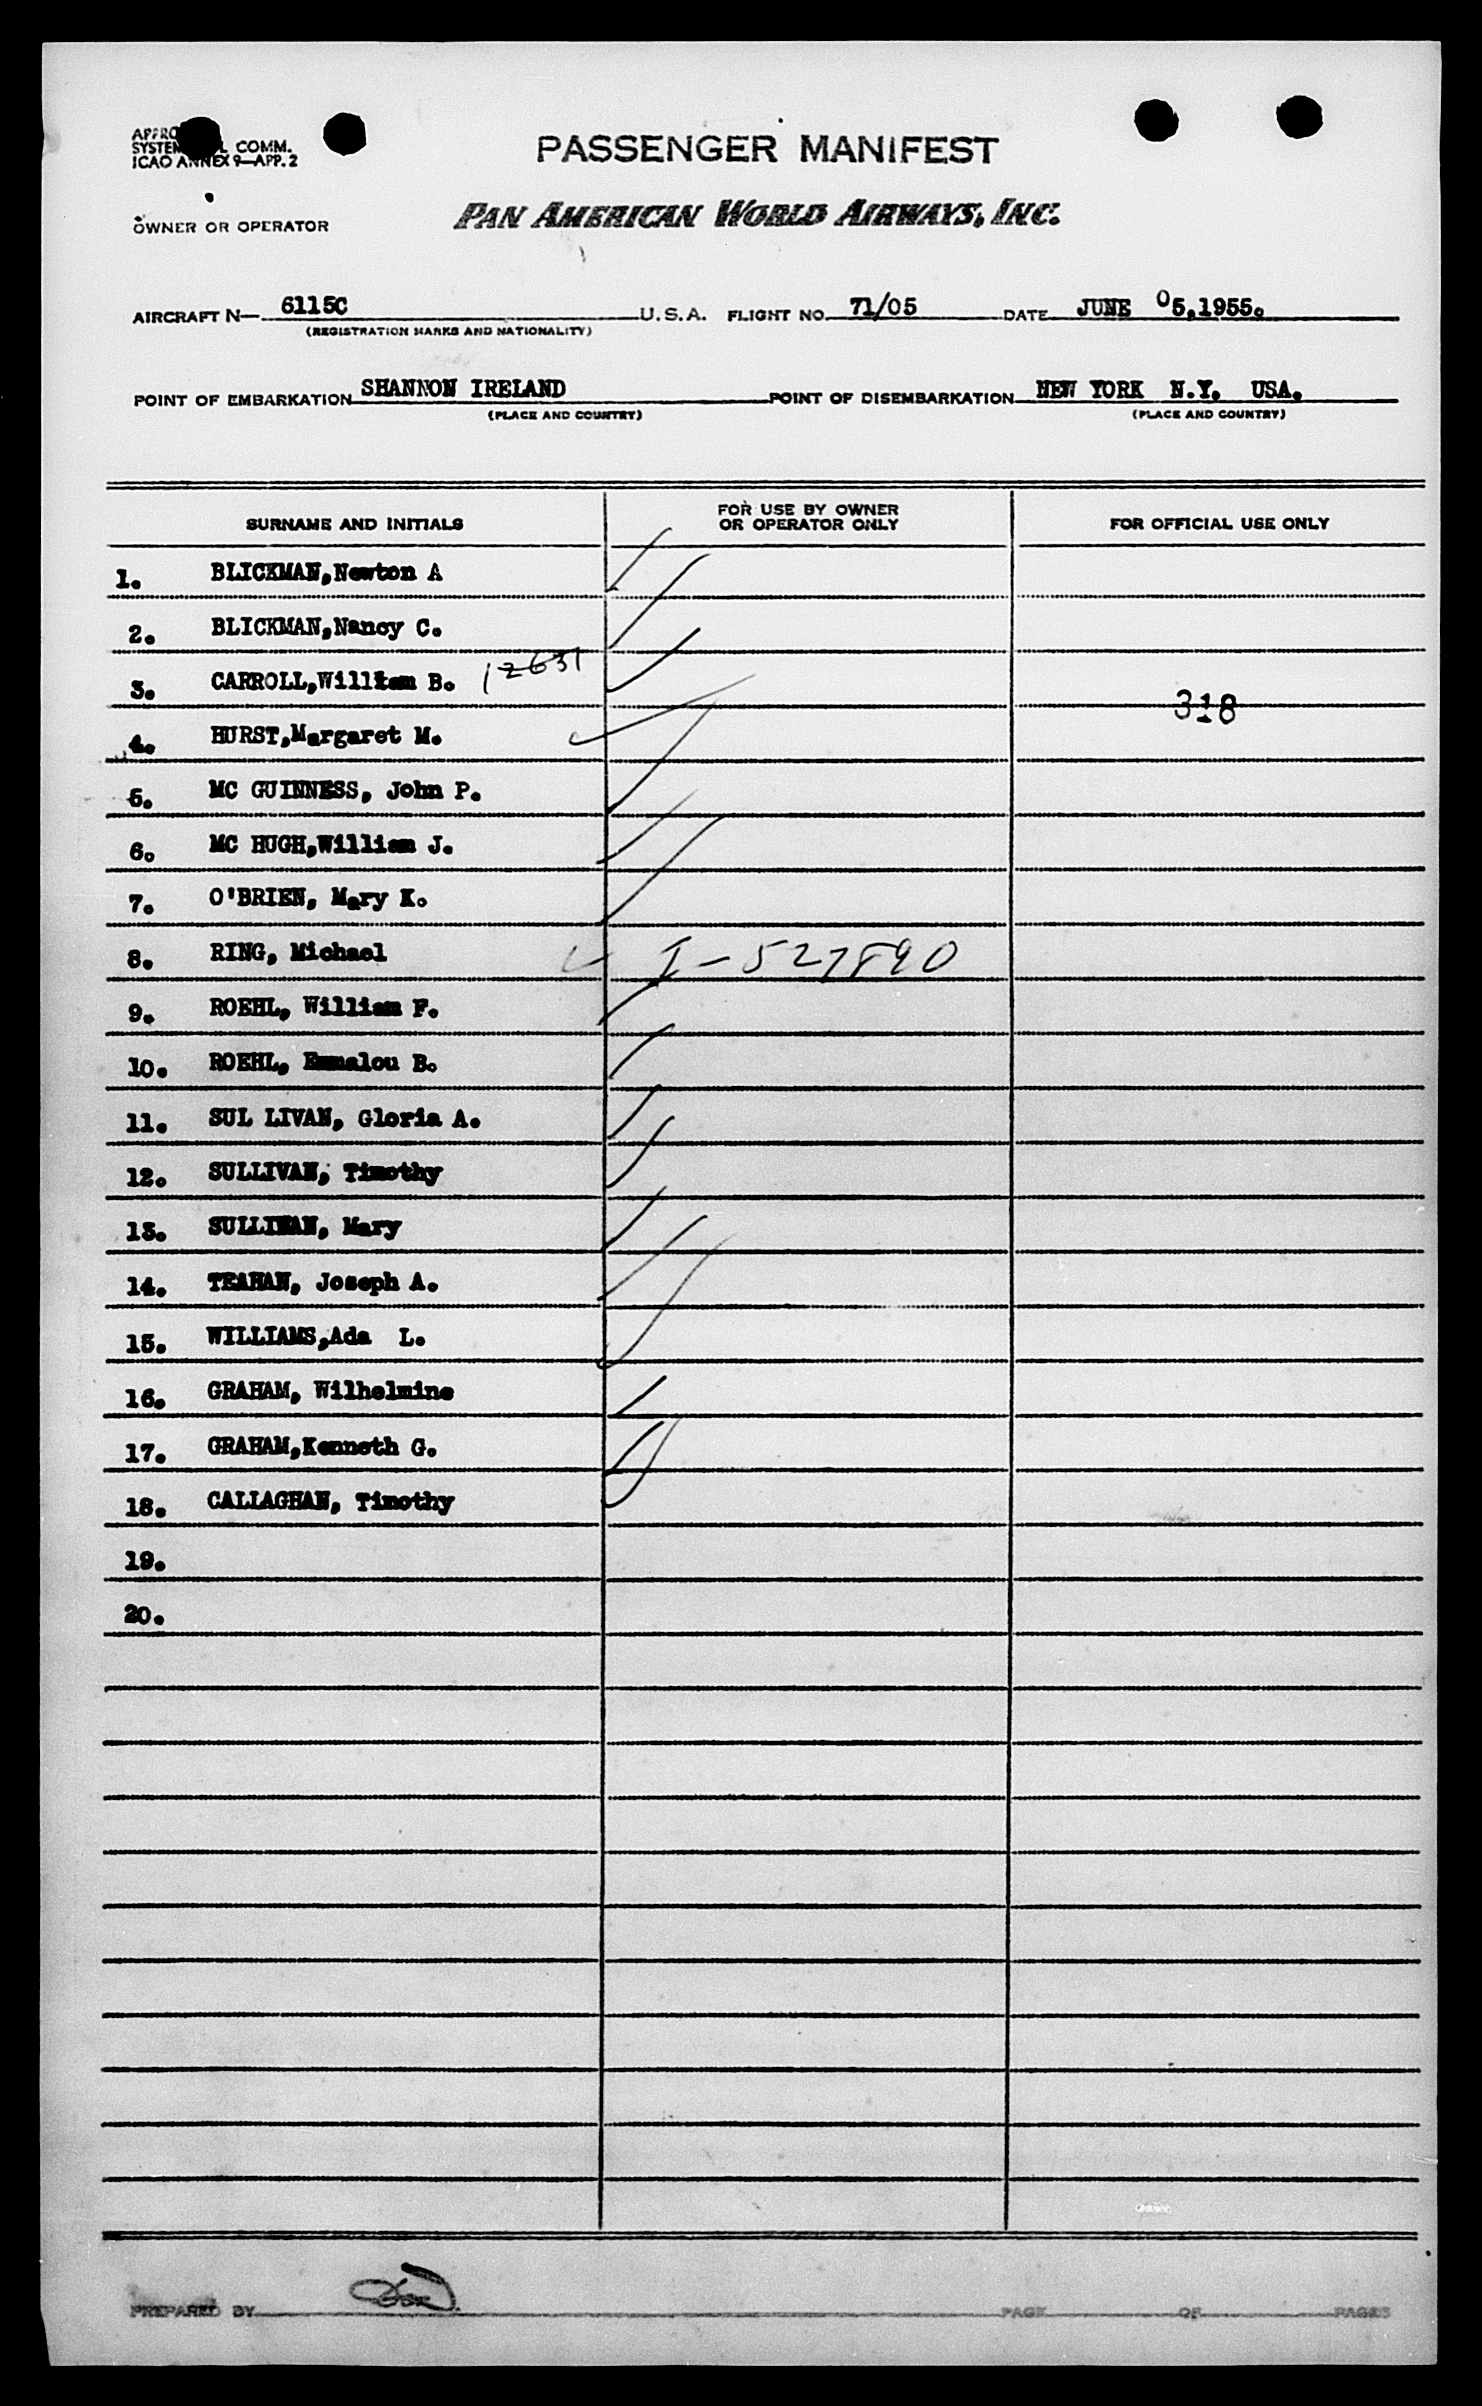 PASSENGER MANIFEST
COMM.
ICAO ANNEX 9—APP. 2
OWNER OR OPERATOR PAN AMERICAN WORLD AIRWAYS, INC.
AIRCRAFT N— 6115C U.S.A. FLIGHT NO. 71/05 DATE JUNE 05,1955.
(REGISTRATION MARKS AND NATIONALITY)
POINT OF EMBARKATION SHANNON IRELAND POINT OF DISEMBARKATION NEW YORK N.Y. USA.
(PLACE AND COUNTRY) (PLACE AND COUNTRY)
SURNAME AND INITIALS FOR USE BY OWNER OR OPERATOR ONLY FOR OFFICIAL USE ONLY
1. BLICKMAN,Newton A
2. BLICKMAN,Nancy C.
3. CARROLL,William B. 12631
318
4. HURST,Margaret M.
5. MC GUINNESS, John P.
6. MC HUGH,William J.
7. O'BRIEN, Mary K.
8. RING, Michael I-527890
9. ROEHL, William F.
10. ROEHL, Emmalou B.
11. SUL LIVAN, Gloria A.
12. SULLIVAN, Timothy
13. SULLIVAN, Mary
14. TEAHAN, Joseph A.
15. WILLIAMS,Ada L.
16. GRAHAM, Wilhelmine
17. GRAHAM,Kenneth G.
18. CALLAGHAN, Timothy
19.
20.
PREPARED BY PAGE OF PAGES